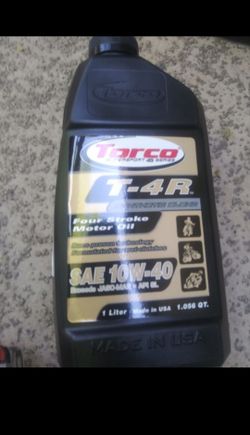 Torco
Torco
T-4R
Four Stroke
Motor Oil
SAE 10W-40
1 Liter • Made in USA 1.056 QT.
MADE IN USA